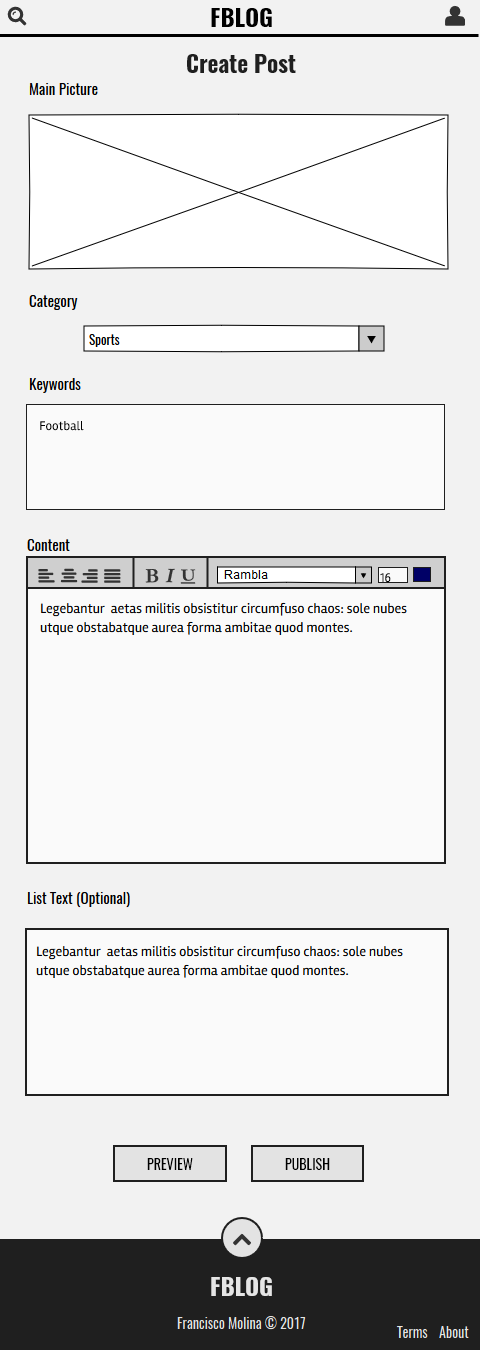 FBLOG
Create Post
Main Picture
Category
Sports
Keywords
Football
Content
B I U Rambla 16
Legebantur aetas militis obsistitur circumfuso chaos: sole nubes
utque obstabatque aurea forma ambitae quod montes.
List Text (Optional)
Legebantur aetas militis obsistitur circumfuso chaos: sole nubes
utque obstabatque aurea forma ambitae quod montes.
PREVIEW PUBLISH
FBLOG
Francisco Molina © 2017
Terms About